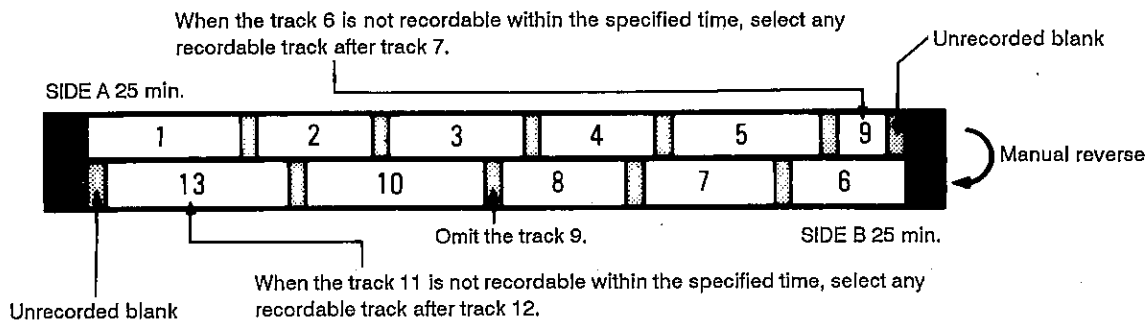 When the track 6 is not recordable within the specified time, select any
recordable track after track 7.
Unrecorded blank
SIDE A 25 min.
1 2 3 4 5 9
Manual reverse
13 10 8 7 6
Omit the track 9.
SIDE B 25 min.
When the track 11 is not recordable within the specified time, select any
recordable track after track 12.
Unrecorded blank